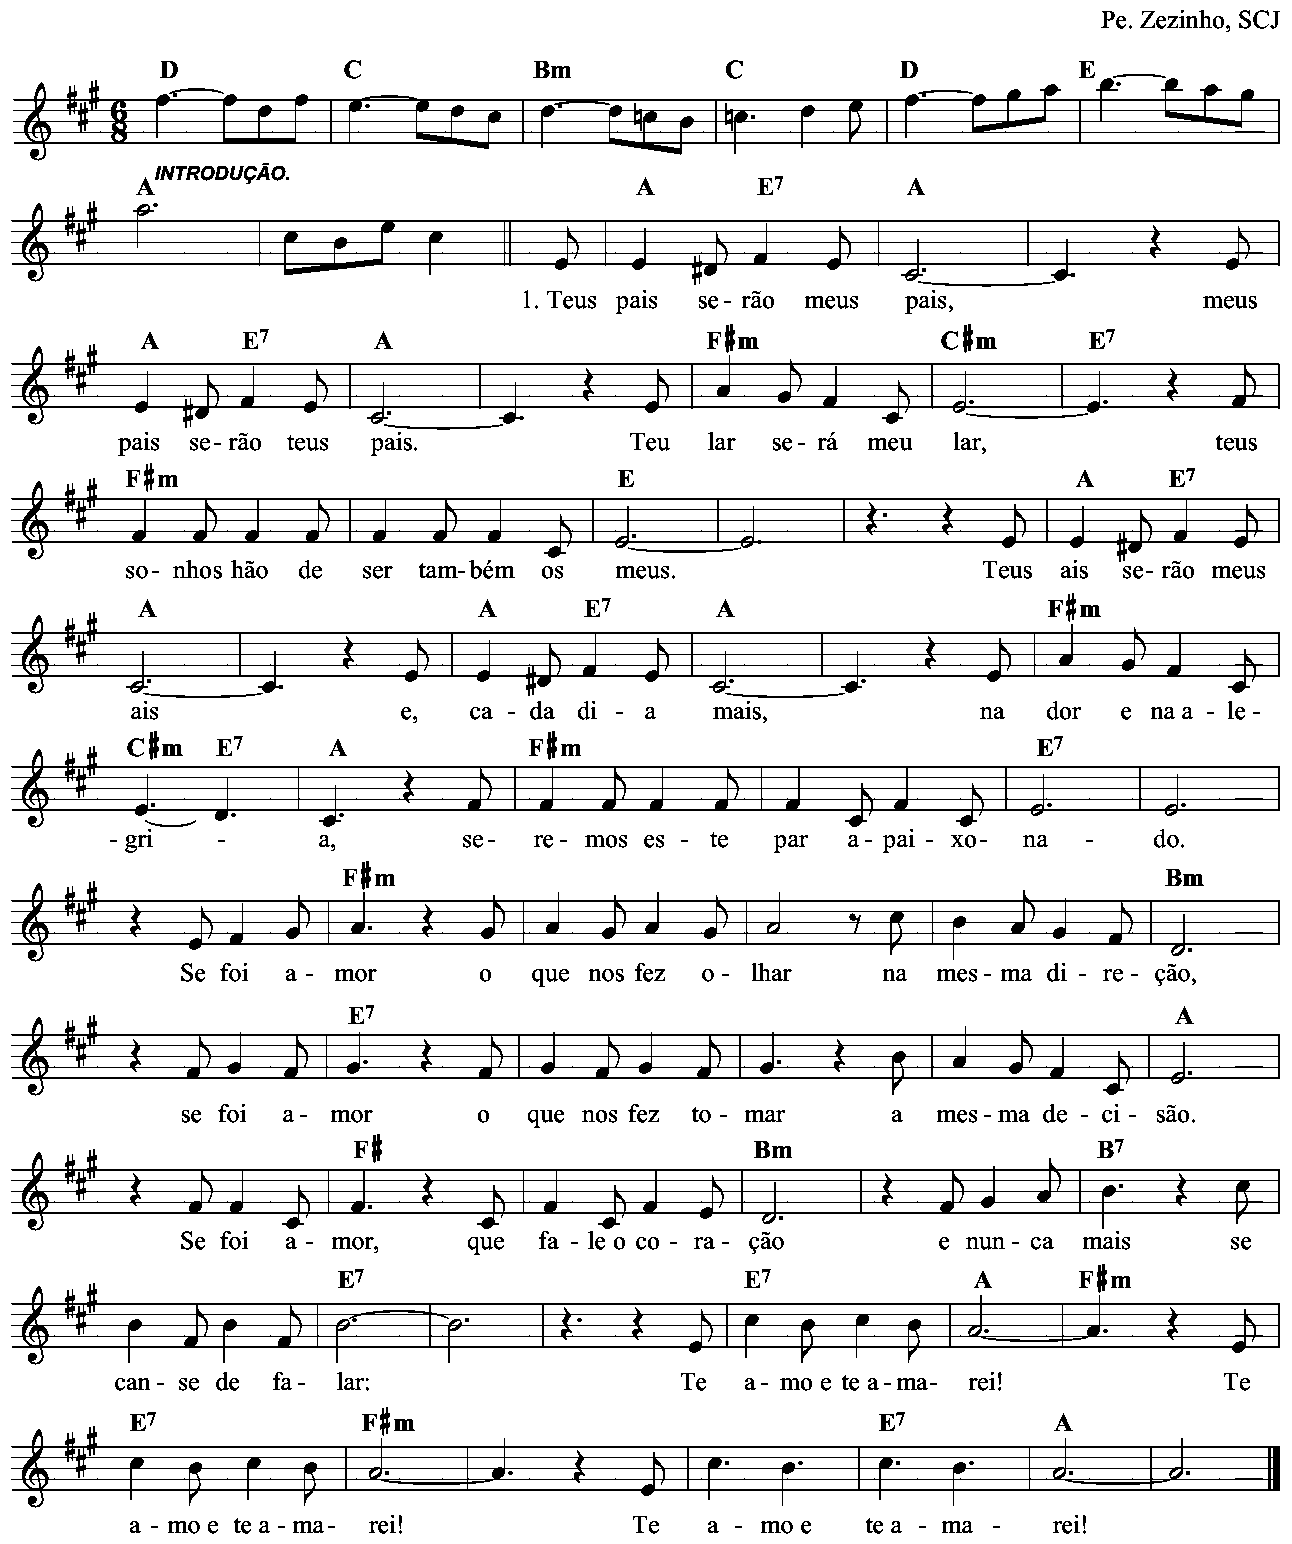 Pe. Zezinho, SCJ
D C Bm C D E
6/8
INTRODUÇÃO.
A A E7 A
1. Teus pais se - rão meus pais, meus
A E7 A F#m C#m E7
pais se - rão teus pais. Teu lar se - rá meu lar, teus
F#m E A E7
so - nhos hão de ser tam - bém os meus. Teus ais se - rão meus
A A E7 A F#m
ais e, ca - da di - a mais, na dor e na a - le -
C#m E7 A F#m E7
- gri - a, se - re - mos es - te par a - pai - xo - na - do.
F#m Bm
Se foi a - mor o que nos fez o - lhar na mes - ma di - re - ção,
E7 A
se foi a - mor o que nos fez to - mar a mes - ma de - ci - são.
F# Bm B7
Se foi a - mor, que fa - le o co - ra - ção e nun - ca mais se
E7 E7 A F#m
can - se de fa - lar: Te a - mo e te a - ma - rei! Te
E7 F#m E7 A
a - mo e te a - ma - rei! Te a - mo e te a - ma - rei!